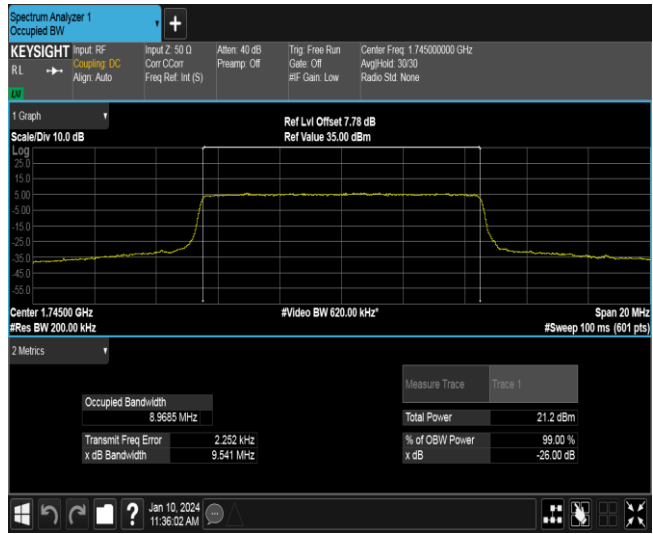 Spectrum Analyzer 1
Occupied BW
+
KEYSIGHT
RL
LXI
Input: RF
Coupling: DC
Align: Auto
Input Z: 50 Ω
Corr CCorr
Freq Ref: Int (S)
Atten: 40 dB
Preamp: Off
Trig: Free Run
Gate: Off
#IF Gain: Low
Center Freq: 1.745000000 GHz
Avg|Hold: 30/30
Radio Std: None
1 Graph
Scale/Div 10.0 dB
Ref Lvl Offset 7.78 dB
Ref Value 35.00 dBm
Log
25.0
15.0
5.00
-5.00
-15.0
-25.0
-35.0
-45.0
-55.0
Center 1.74500 GHz
#Video BW 620.00 kHz*
Span 20 MHz
#Res BW 200.00 kHz
#Sweep 100 ms (601 pts)
2 Metrics
Measure Trace Trace 1
Occupied Bandwidth
8.9685 MHz
Total Power 21.2 dBm
Transmit Freq Error 2.252 kHz
% of OBW Power 99.00 %
x dB Bandwidth 9.541 MHz
x dB -26.00 dB
?
Jan 10, 2024
11:36:02 AM